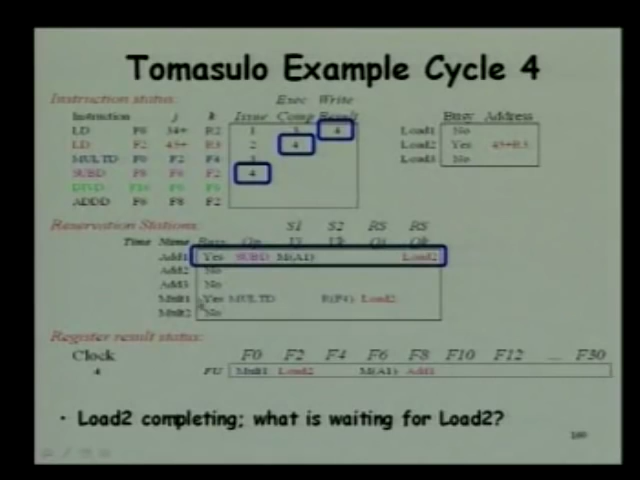 Tomasulo Example Cycle 4
Instruction status: Exec Write
Instruction j k Issue Comp Result Busy Address
LD F6 34+ R2 1 3 4 Load1 No
LD F2 45+ R3 2 4 Load2 Yes 45+R3
MULTD F0 F2 F4 3 Load3 No
SUBD F8 F6 F2 4
DIVD F10 F0 F6
ADDD F6 F8 F2
Reservation Stations: S1 S2 RS RS
Time Name Busy Op Vj Vk Qj Qk
Add1 Yes SUBD M(A1) Load2
Add2 No
Add3 No
Mult1 Yes MULTD R(F4) Load2
Mult2 No
Register result status:
Clock F0 F2 F4 F6 F8 F10 F12 ... F30
4 FU Mult1 Load2 M(A1) Add1
• Load2 completing; what is waiting for Load2?